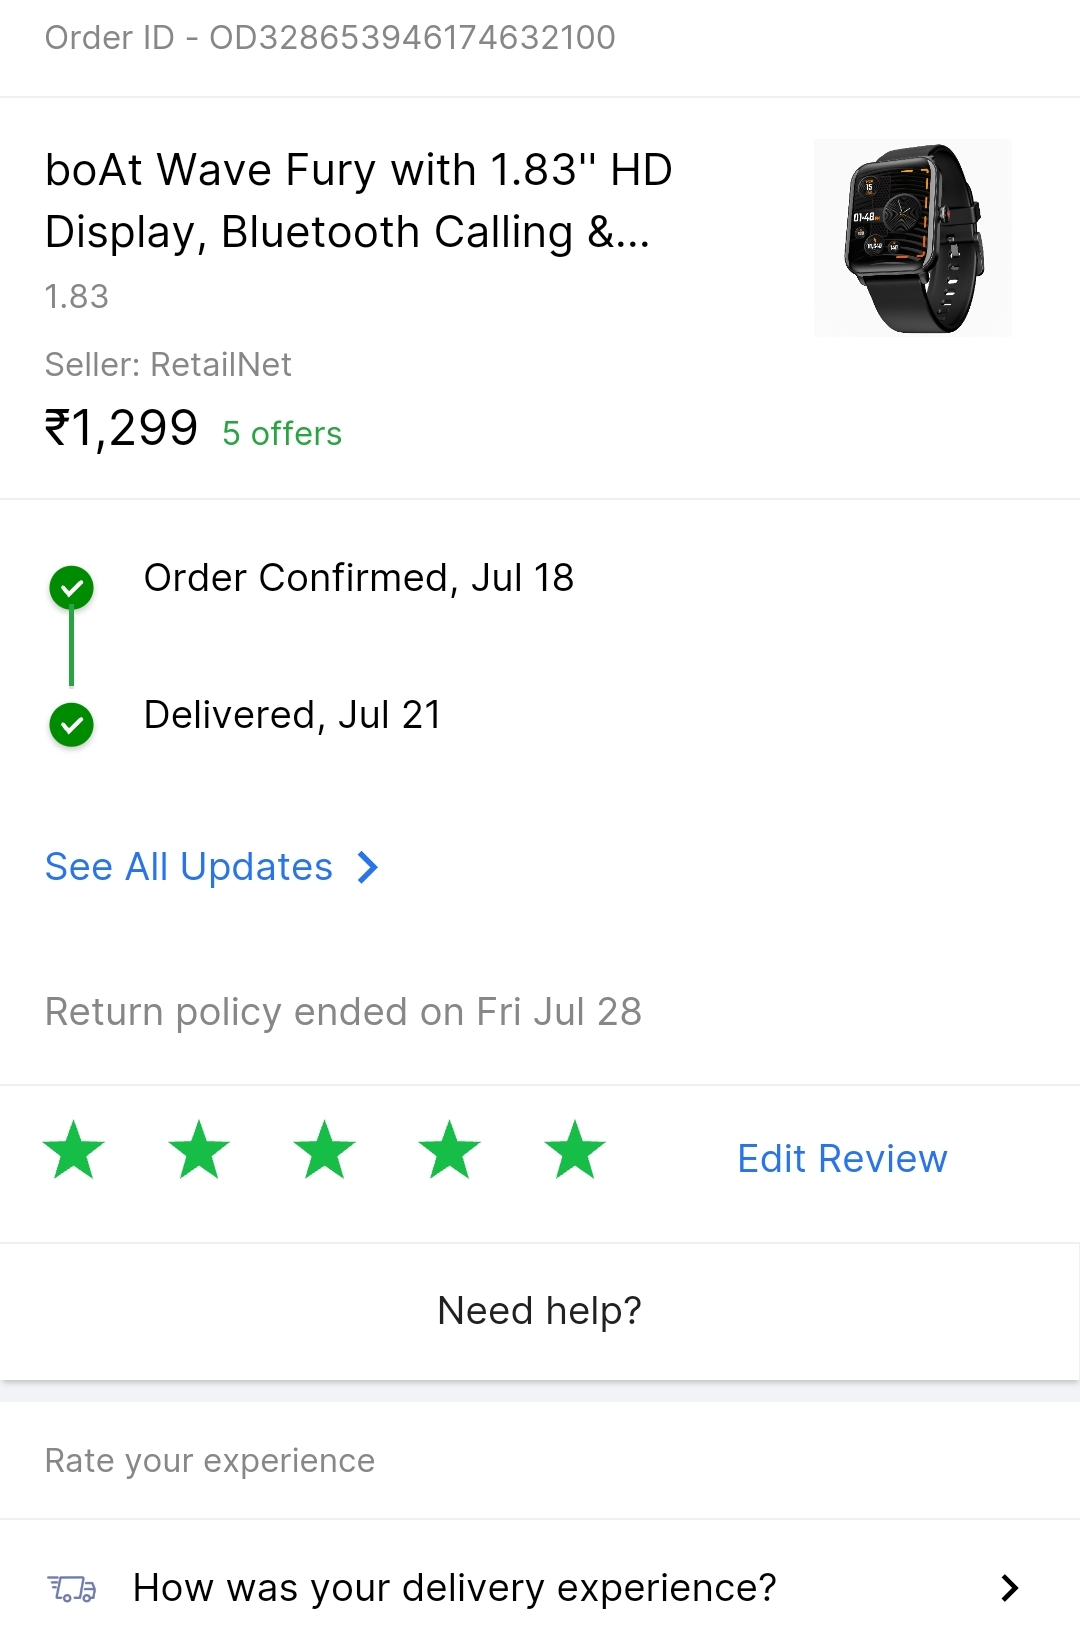 Order ID - OD328653946174632100
boAt Wave Fury with 1.83'' HD
Display, Bluetooth Calling &...
1.83
Seller: RetailNet
₹1,299 5 offers
Order Confirmed, Jul 18
Delivered, Jul 21
See All Updates
Return policy ended on Fri Jul 28
Edit Review
Need help?
Rate your experience
How was your delivery experience?